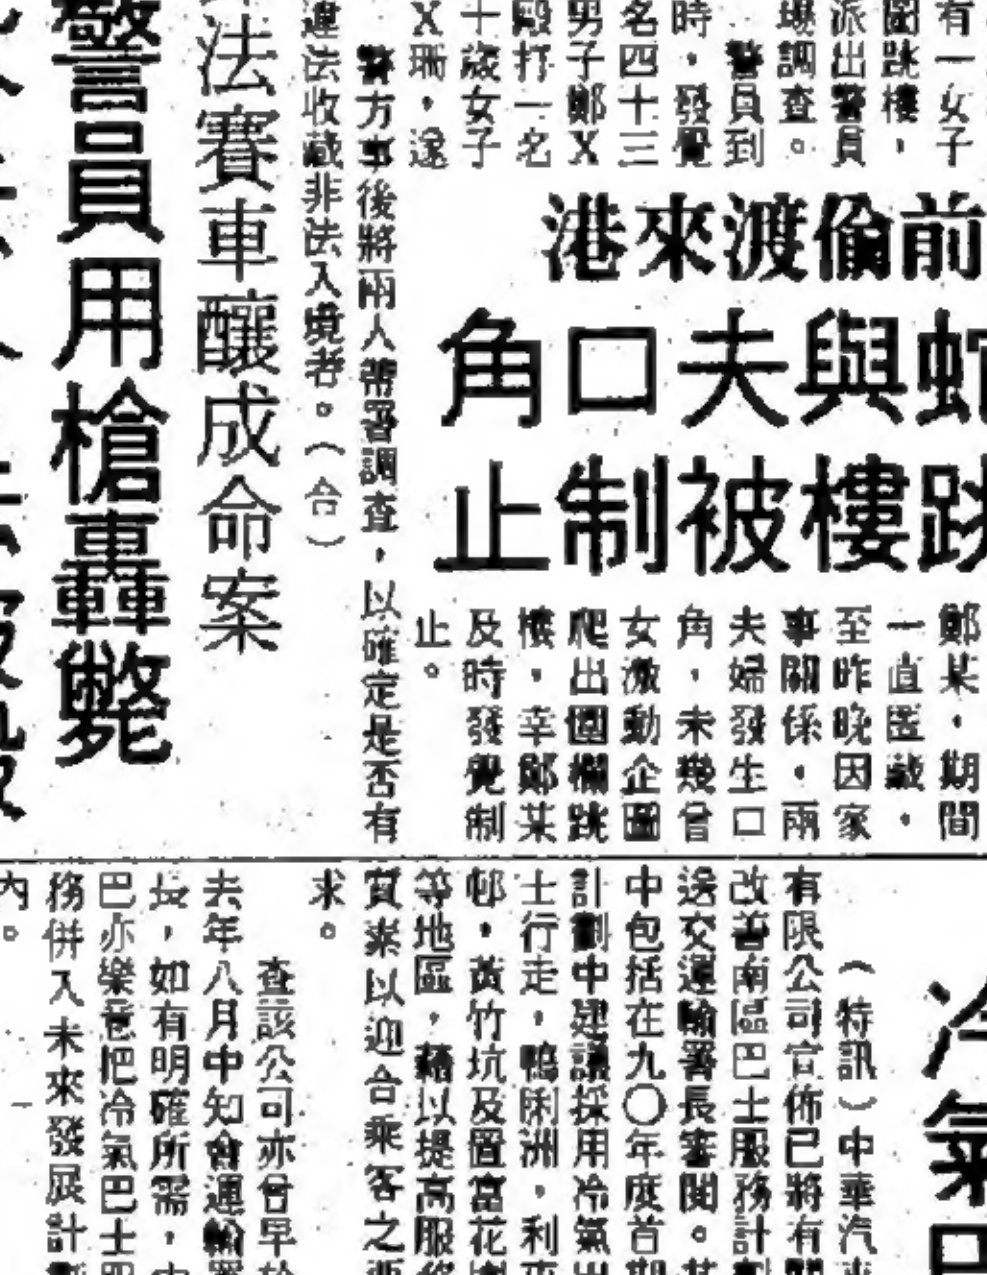 前偷渡來港
蛇與夫口角
跳樓被制止
有一女子
圖跳樓，
派出警員
現場調查。
警員到
時，發覺
名四十三
男子鄭X
毆打一名
十歲女子
X珊，遂
鄭某，期間
一直匿藏，
至昨晚因家
事關係，兩
夫婦發生口
角，未幾曾
女激動企圖
爬出圍欄跳
樓，幸鄭某
及時發覺制
止。
警方事後將兩人帶署調查，以確定是否有
違法收藏非法入境者。（合）
法賽車釀成命案
警員用槍轟斃
冷氣巴
（特訊）中華汽車
有限公司宣佈已將有關
改善南區巴士服務計劃
送交運輸署長審閱。其
中包括在九〇年度首期
計劃中建議採用冷氣巴
士行走，鴨脷洲，利東
邨，黃竹坑及置富花園
等地區，藉以提高服務
質素以迎合乘客之要
求。
查該公司亦曾早於
去年八月中知會運輸署
長，如有明確所需，中
巴亦樂意把冷氣巴士服
務併入未來發展計劃
內。